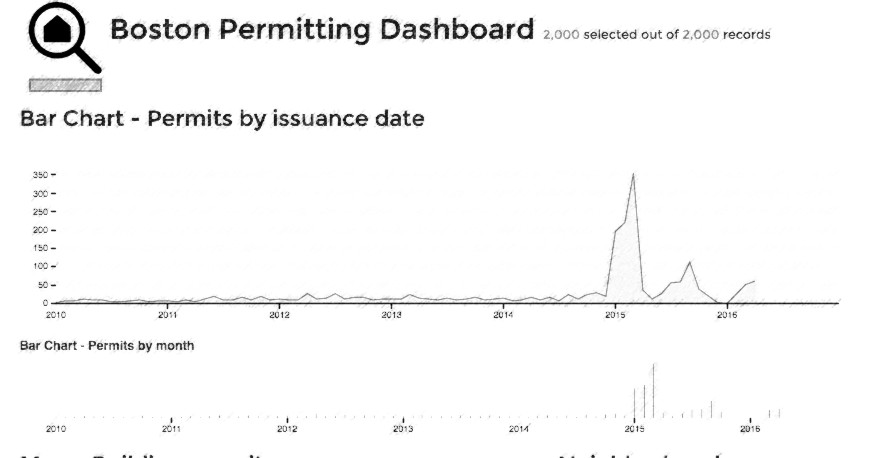 Boston Permitting Dashboard 2,000 selected out of 2,000 records
Bar Chart - Permits by issuance date
350
300
250
200
150
100
50
0
2010 2011 2012 2013 2014 2015 2016
Bar Chart - Permits by month
2010 2011 2012 2013 2014 2015 2016